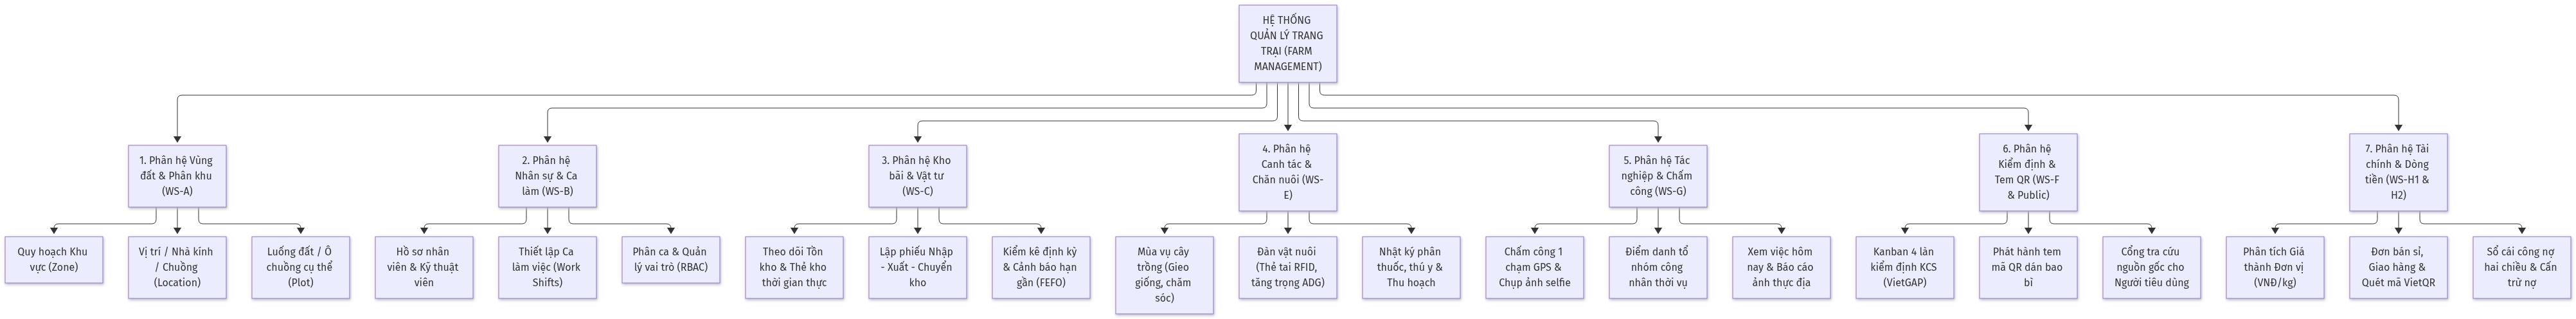 HỆ THỐNG
QUẢN LÝ TRANG
TRẠI (FARM
MANAGEMENT)
1. Phân hệ Vùng
đất & Phân khu
(WS-A)
2. Phân hệ
Nhân sự & Ca
làm (WS-B)
3. Phân hệ Kho
bãi & Vật tư
(WS-C)
4. Phân hệ
Canh tác &
Chăn nuôi (WS-
E)
5. Phân hệ Tác
nghiệp & Chấm
công (WS-G)
6. Phân hệ
Kiểm định &
Tem QR (WS-F
& Public)
7. Phân hệ Tài
chính & Dòng
tiền (WS-H1 &
H2)
Quy hoạch Khu
vực (Zone)
Vị trí / Nhà kính
/ Chuồng
(Location)
Luống đất / Ô
chuồng cụ thể
(Plot)
Hồ sơ nhân
viên & Kỹ thuật
viên
Thiết lập Ca
làm việc (Work
Shifts)
Phân ca & Quản
lý vai trò (RBAC)
Theo dõi Tồn
kho & Thẻ kho
thời gian thực
Lập phiếu Nhập
- Xuất - Chuyển
kho
Kiểm kê định kỳ
& Cảnh báo hạn
gần (FEFO)
Mùa vụ cây
trồng (Gieo
giống, chăm
sóc)
Đàn vật nuôi
(Thẻ tai RFID,
tăng trọng ADG)
Nhật ký phân
thuốc, thú y &
Thu hoạch
Chấm công 1
chạm GPS &
Chụp ảnh selfie
Điểm danh tổ
nhóm công
nhân thời vụ
Xem việc hôm
nay & Báo cáo
ảnh thực địa
Kanban 4 làn
kiểm định KCS
(VietGAP)
Phát hành tem
mã QR dán bao
bì
Cổng tra cứu
nguồn gốc cho
Người tiêu dùng
Phân tích Giá
thành Đơn vị
(VNĐ/kg)
Đơn bán sỉ,
Giao hàng &
Quét mã VietQR
Sổ cái công nợ
hai chiều & Cấn
trừ nợ